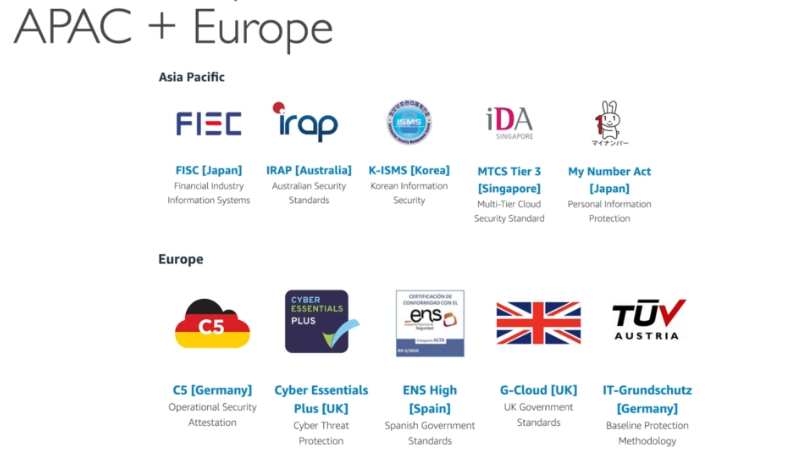 APAC + Europe
Asia Pacific
FISC
irap
ISMS
iDA
SINGAPORE
マイナンバー
FISC [Japan]
Financial Industry
Information Systems
IRAP [Australia]
Australian Security
Standards
K-ISMS [Korea]
Korean Information
Security
MTCS Tier 3
[Singapore]
Multi-Tier Cloud
Security Standard
My Number Act
[Japan]
Personal Information
Protection
Europe
C5
CYBER
ESSENTIALS
PLUS
CERTIFICACIÓN DE
CONFORMIDAD CON EL
ens
Seguridad
Categoría ALTA
TÜV
AUSTRIA
C5 [Germany]
Operational Security
Attestation
Cyber Essentials
Plus [UK]
Cyber Threat
Protection
ENS High
[Spain]
Spanish Government
Standards
G-Cloud [UK]
UK Government
Standards
IT-Grundschutz
[Germany]
Baseline Protection
Methodology